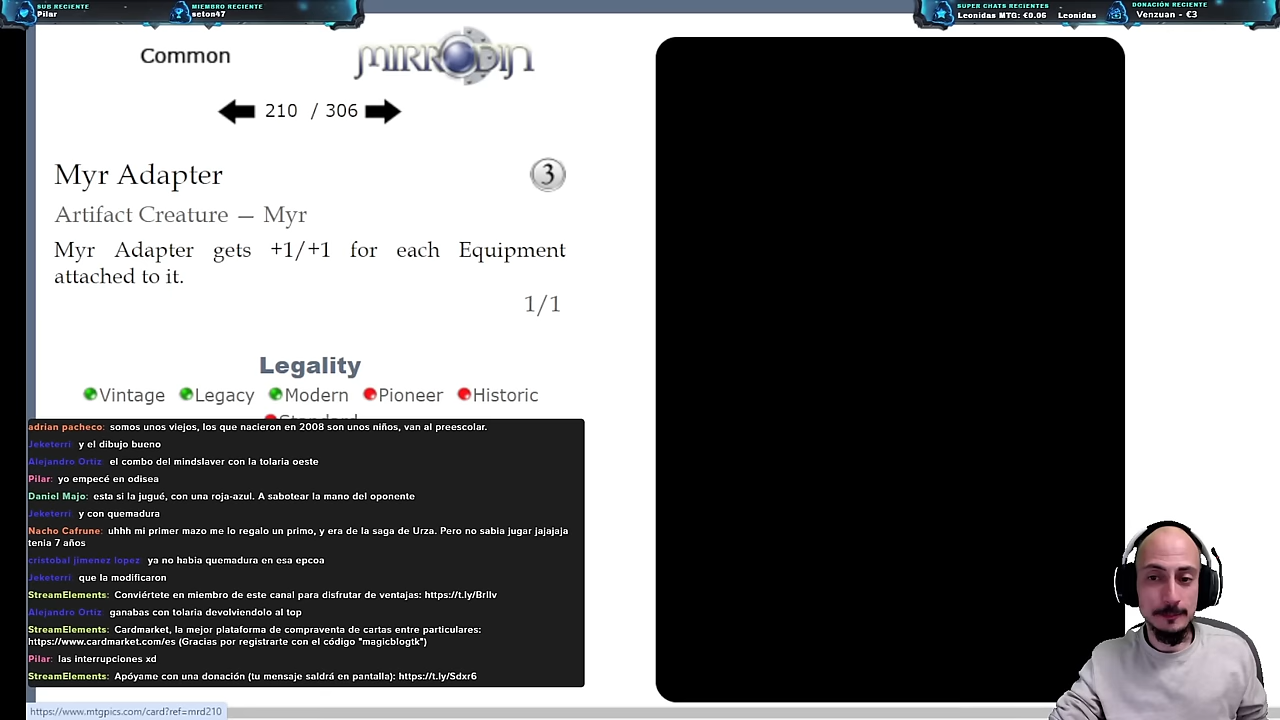 SUB RECIENTE
Pilar
MIEMBRO RECIENTE
seton47
SUPER CHATS RECIENTES
Leonidas MTG: €0.06 Leonidas
DONACIÓN RECIENTE
Venzuan - €3
Common
MIRRODIN
210 / 306
Myr Adapter
3
Artifact Creature — Myr
Myr Adapter gets +1/+1 for each Equipment
attached to it.
1/1
Legality
Vintage Legacy Modern Pioneer Historic
Standard
adrian pacheco: somos unos viejos, los que nacieron en 2008 son unos niños, van al preescolar.
Jeketerri: y el dibujo bueno
Alejandro Ortiz: el combo del mindslaver con la tolaria oeste
Pilar: yo empecé en odisea
Daniel Majo: esta si la jugué, con una roja-azul. A sabotear la mano del oponente
Jeketerri: y con quemadura
Nacho Cafrune: uhhh mi primer mazo me lo regalo un primo, y era de la saga de Urza. Pero no sabia jugar jajajaja
tenia 7 años
cristobal jimenez lopez: ya no habia quemadura en esa epcoa
Jeketerri: que la modificaron
StreamElements: Conviértete en miembro de este canal para disfrutar de ventajas: https://t.ly/Brllv
Alejandro Ortiz: ganabas con tolaria devolviendolo al top
StreamElements: Cardmarket, la mejor plataforma de compraventa de cartas entre particulares:
https://www.cardmarket.com/es (Gracias por registrarte con el código "magicblogtk")
Pilar: las interrupciones xd
StreamElements: Apóyame con una donación (tu mensaje saldrá en pantalla): https://t.ly/Sdxr6
https://www.mtgpics.com/card?ref=mrd210